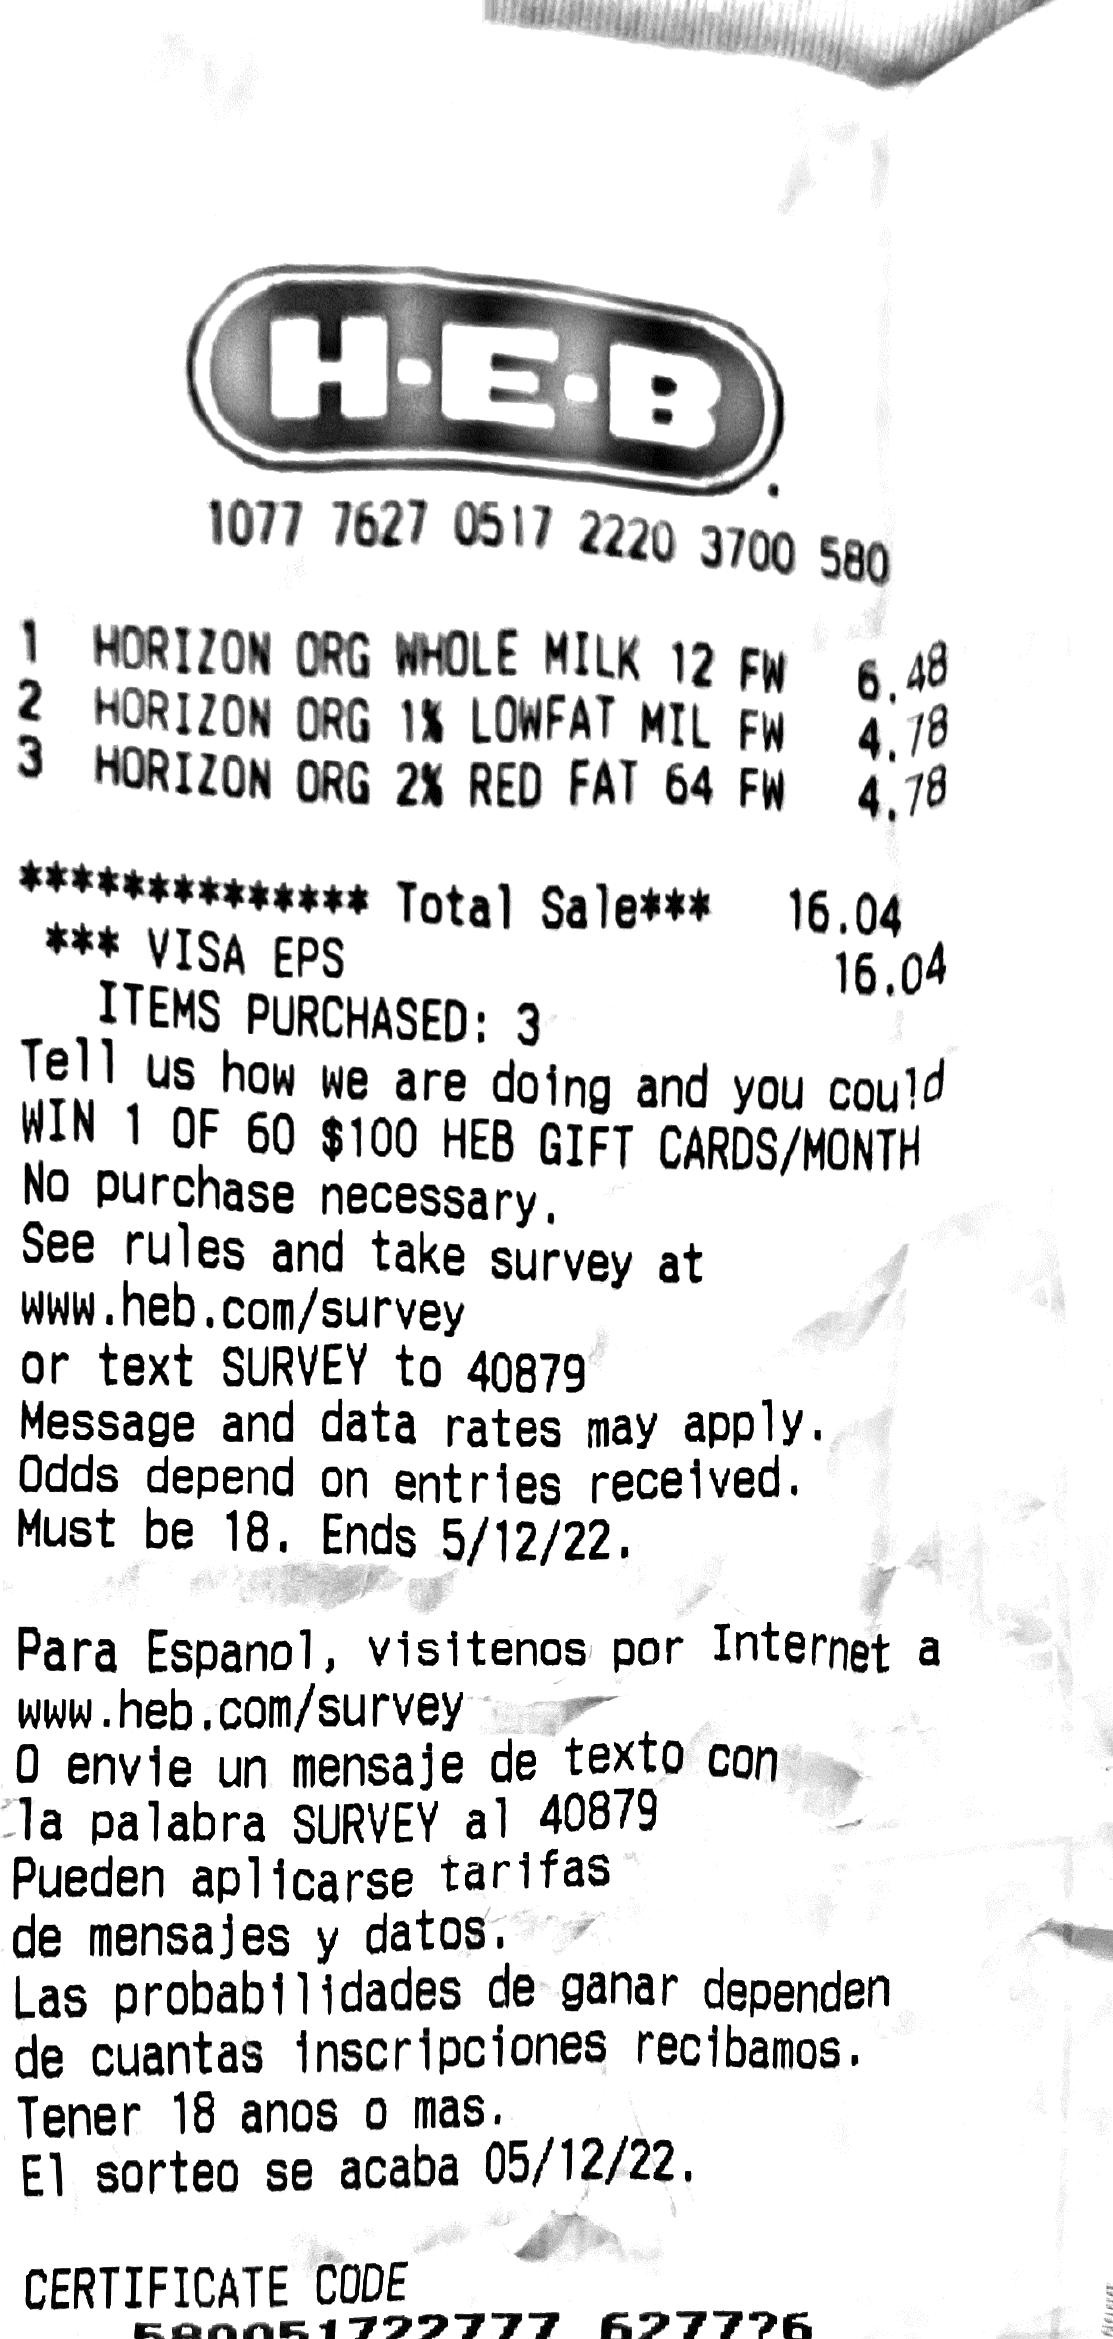 H·E·B
1077 7627 0517 2220 3700 580
1 HORIZON ORG WHOLE MILK 12 FW 6.48
2 HORIZON ORG 1% LOWFAT MIL FW 4.78
3 HORIZON ORG 2% RED FAT 64 FW 4.78
************** Total Sale*** 16.04
*** VISA EPS 16.04
ITEMS PURCHASED: 3
Tell us how we are doing and you could
WIN 1 OF 60 $100 HEB GIFT CARDS/MONTH
No purchase necessary.
See rules and take survey at
www.heb.com/survey
or text SURVEY to 40879
Message and data rates may apply.
Odds depend on entries received.
Must be 18. Ends 5/12/22.
Para Espanol, visitenos por Internet a
www.heb.com/survey
O envie un mensaje de texto con
la palabra SURVEY al 40879
Pueden aplicarse tarifas
de mensajes y datos.
Las probabilidades de ganar dependen
de cuantas inscripciones recibamos.
Tener 18 anos o mas.
El sorteo se acaba 05/12/22.
CERTIFICATE CODE